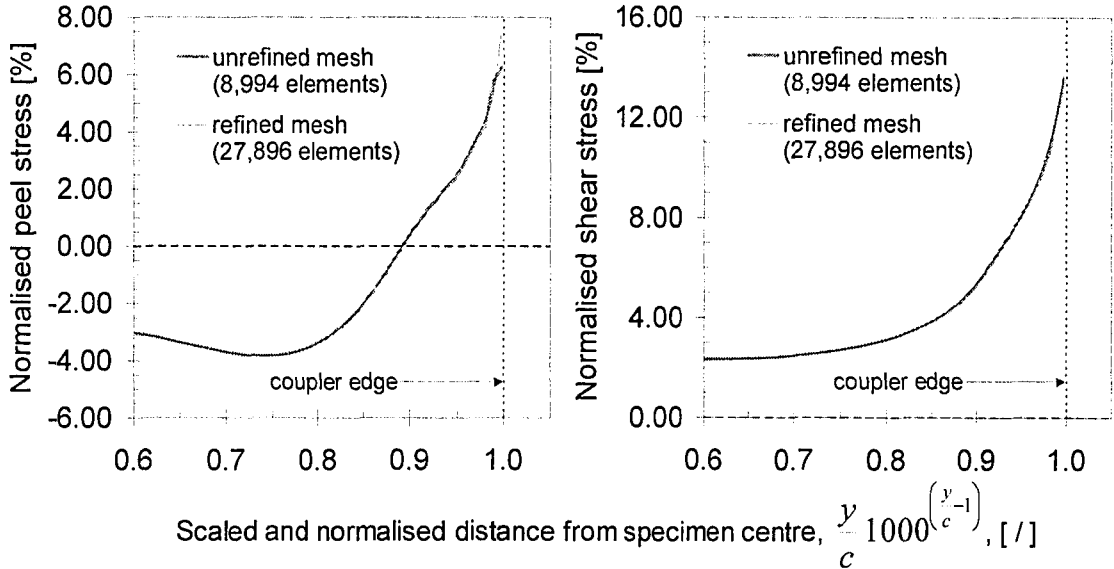 Normalised peel stress [%]
8.00
6.00
4.00
2.00
0.00
-2.00
-4.00
-6.00
unrefined mesh
(8,994 elements)
refined mesh
(27,896 elements)
coupler edge
0.6 0.7 0.8 0.9 1.0
Normalised shear stress [%]
16.00
12.00
8.00
4.00
0.00
unrefined mesh
(8,994 elements)
refined mesh
(27,896 elements)
coupler edge
0.6 0.7 0.8 0.9 1.0
Scaled and normalised distance from specimen centre, y/c 1000^(y/c -1), [ / ]